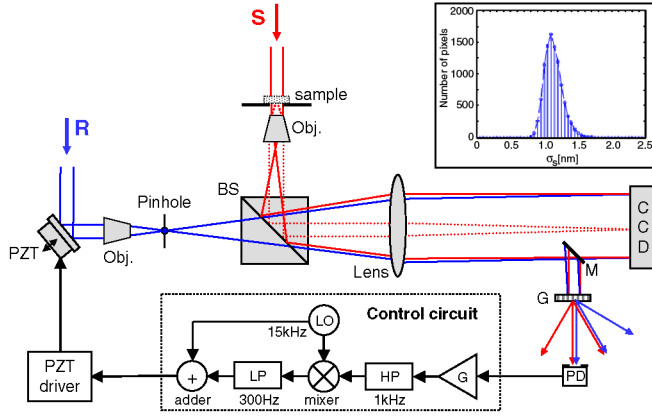 S
R
sample
Obj.
BS
Pinhole
PZT
Obj.
Lens
C
C
D
M
G
PD
Control circuit
LO
15kHz
PZT
driver
+
adder
LP
300Hz
mixer
HP
1kHz
G
Number of pixels
2000
1500
1000
500
0
0
0.5
1.0
1.5
2.0
2.5
σS[nm]